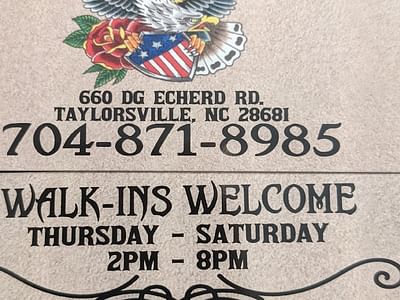 660 DG ECHERD RD.
TAYLORSVILLE, NC 28681
704-871-8985
WALK-INS WELCOME
THURSDAY - SATURDAY
2PM - 8PM